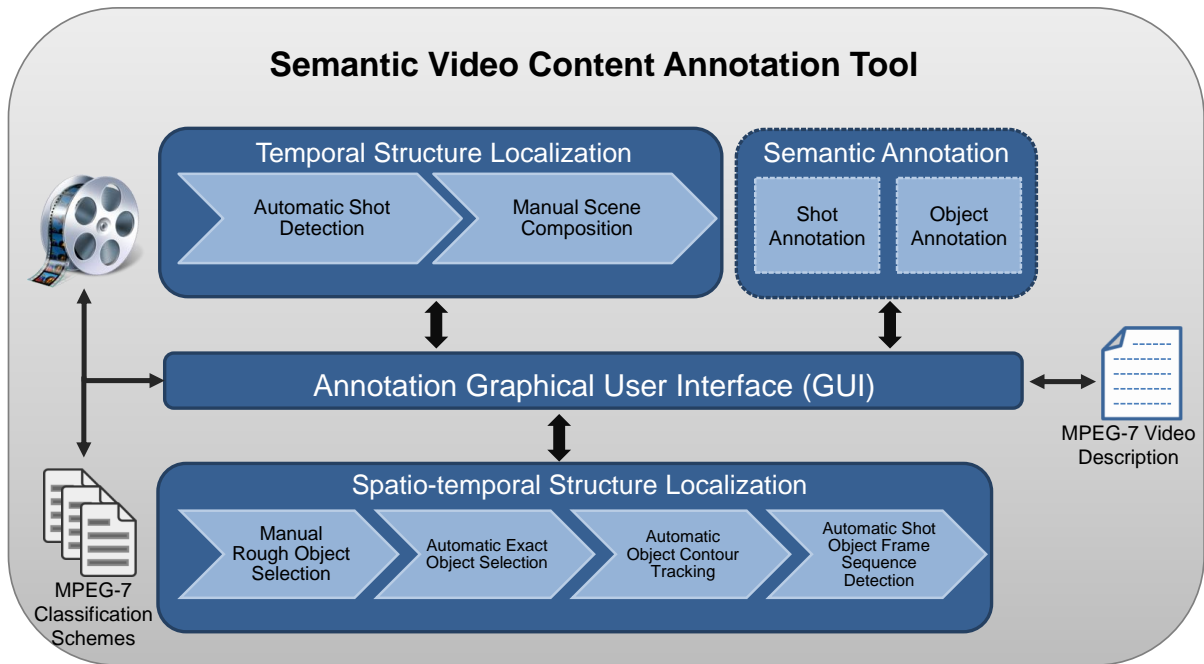 Semantic Video Content Annotation Tool
Temporal Structure Localization
Automatic Shot
Detection
Manual Scene
Composition
Semantic Annotation
Shot
Annotation
Object
Annotation
Annotation Graphical User Interface (GUI)
MPEG-7 Video
Description
Spatio-temporal Structure Localization
Manual
Rough Object
Selection
Automatic Exact
Object Selection
Automatic
Object Contour
Tracking
Automatic Shot
Object Frame
Sequence
Detection
MPEG-7
Classification
Schemes